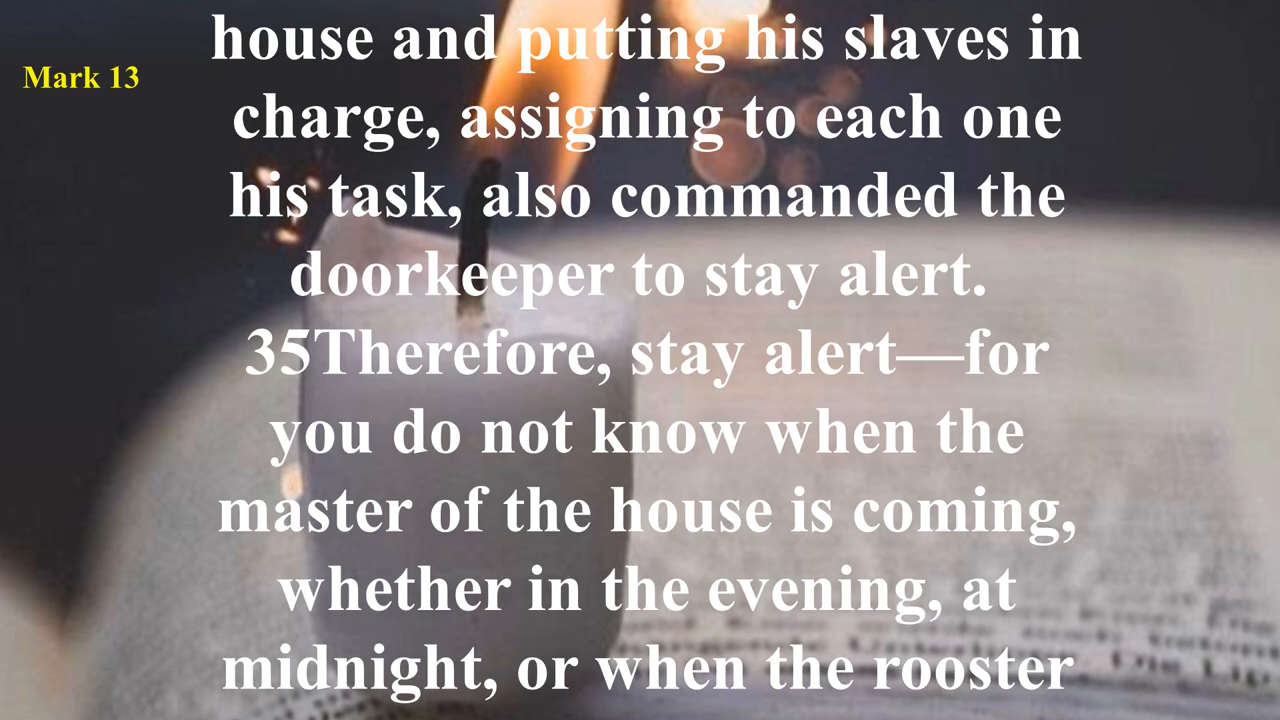 Mark 13
house and putting his slaves in
charge, assigning to each one
his task, also commanded the
doorkeeper to stay alert.
35Therefore, stay alert—for
you do not know when the
master of the house is coming,
whether in the evening, at
midnight, or when the rooster